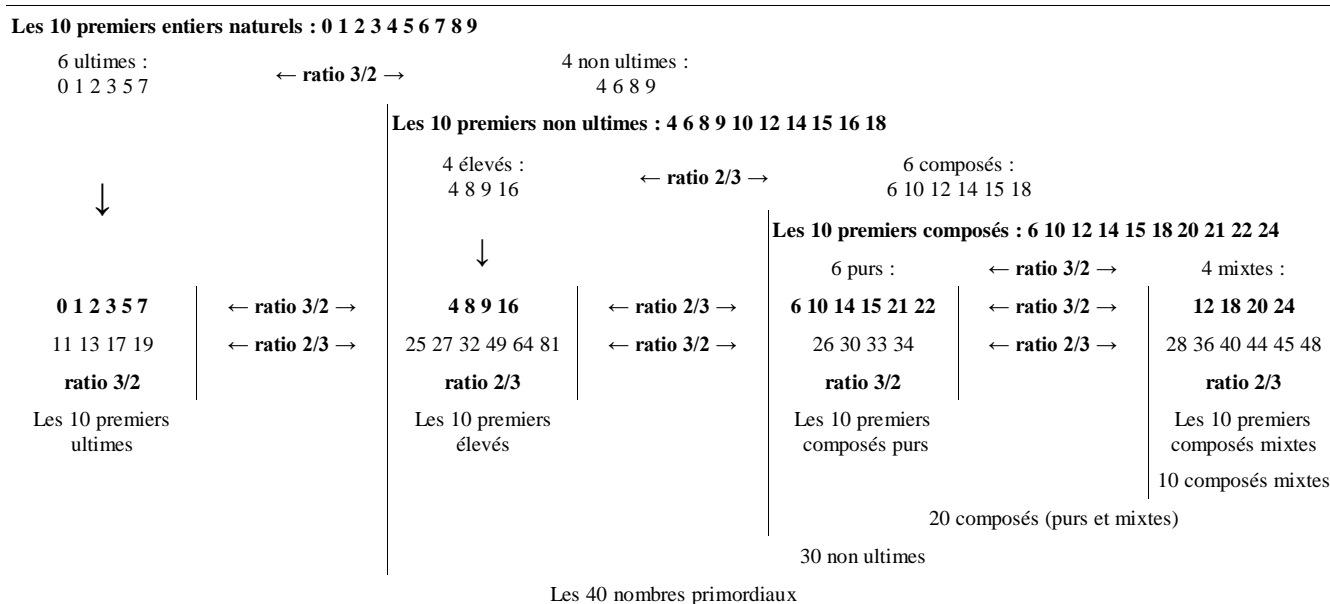 Les 10 premiers entiers naturels : 0 1 2 3 4 5 6 7 8 9
6 ultimes :
0 1 2 3 5 7
← ratio 3/2 →
4 non ultimes :
4 6 8 9
Les 10 premiers non ultimes : 4 6 8 9 10 12 14 15 16 18
↓
4 élevés :
4 8 9 16
← ratio 2/3 →
6 composés :
6 10 12 14 15 18
↓
Les 10 premiers composés : 6 10 12 14 15 18 20 21 22 24
6 purs : ← ratio 3/2 → 4 mixtes :
0 1 2 3 5 7 ← ratio 3/2 → 4 8 9 16 ← ratio 2/3 → 6 10 14 15 21 22 ← ratio 3/2 → 12 18 20 24
11 13 17 19 ← ratio 2/3 → 25 27 32 49 64 81 ← ratio 3/2 → 26 30 33 34 ← ratio 2/3 → 28 36 40 44 45 48
ratio 3/2 ratio 2/3 ratio 3/2 ratio 2/3
Les 10 premiers
ultimes
Les 10 premiers
élevés
Les 10 premiers
composés purs
Les 10 premiers
composés mixtes
10 composés mixtes
20 composés (purs et mixtes)
30 non ultimes
Les 40 nombres primordiaux